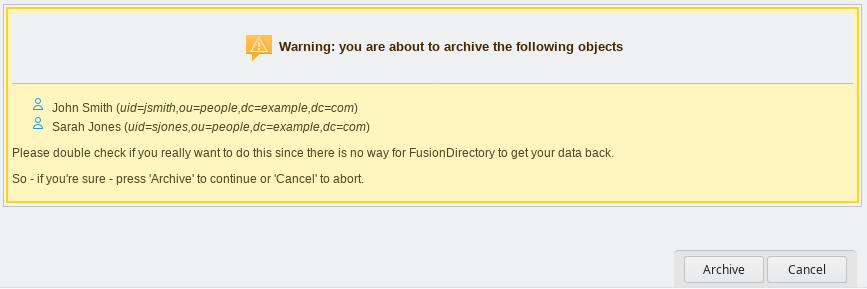 Warning: you are about to archive the following objects
John Smith (uid=jsmith,ou=people,dc=example,dc=com)
Sarah Jones (uid=sjones,ou=people,dc=example,dc=com)
Please double check if you really want to do this since there is no way for FusionDirectory to get your data back.
So - if you're sure - press 'Archive' to continue or 'Cancel' to abort.
Archive Cancel